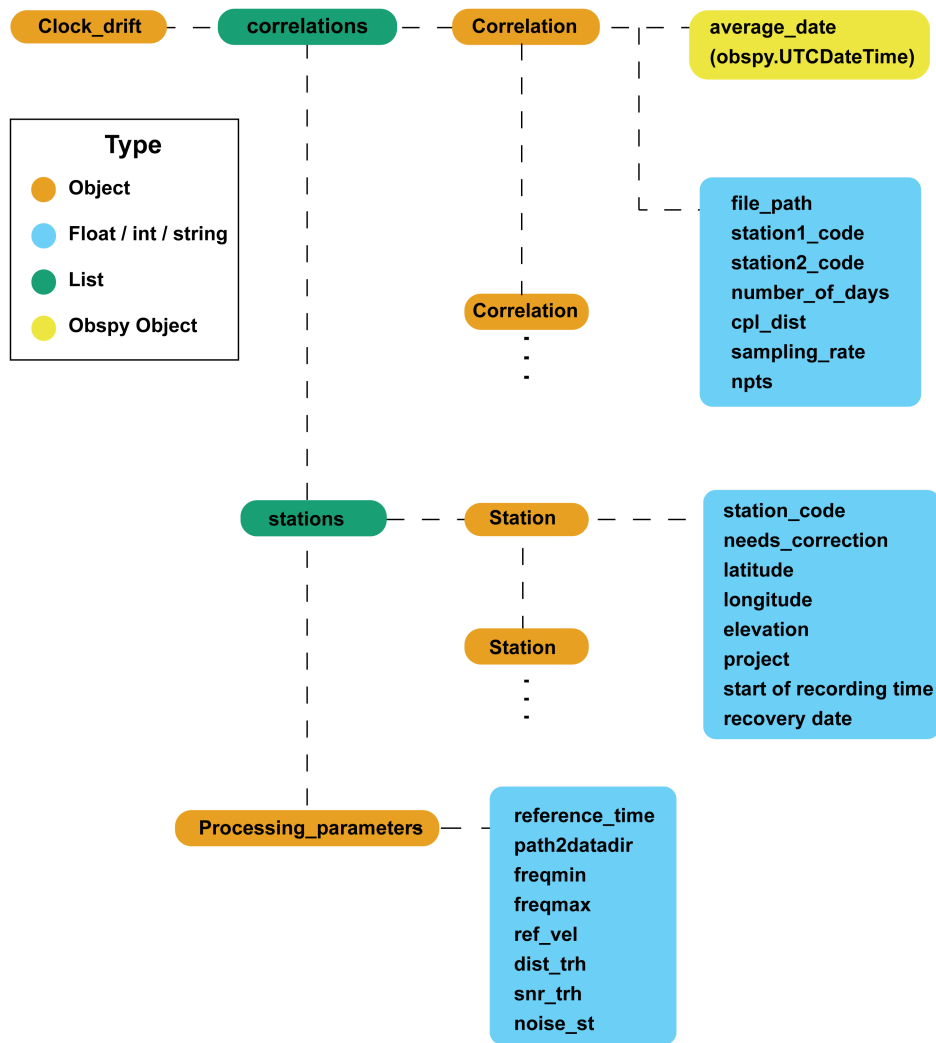 Clock_drift
correlations
Correlation
average_date
(obspy.UTCDateTime)
Type
Object
Float / int / string
List
Obspy Object
file_path
station1_code
station2_code
number_of_days
cpl_dist
sampling_rate
npts
Correlation
stations
Station
station_code
needs_correction
latitude
longitude
elevation
project
start of recording time
recovery date
Station
Processing_parameters
reference_time
path2datadir
freqmin
freqmax
ref_vel
dist_trh
snr_trh
noise_st